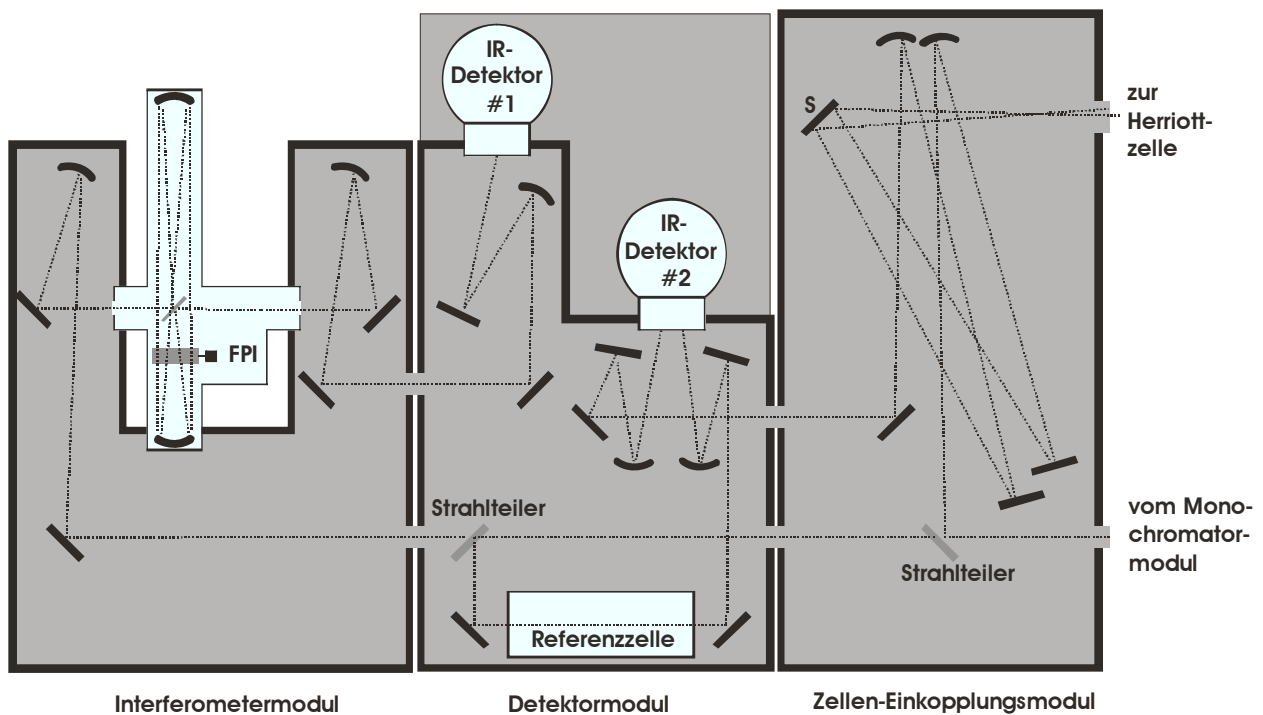 IR-
Detektor
#1
S
zur
Herriott-
zelle
IR-
Detektor
#2
FPI
Strahlteiler
vom Mono-
chromator-
modul
Strahlteiler
Referenzzelle
Interferometermodul
Detektormodul
Zellen-Einkopplungsmodul